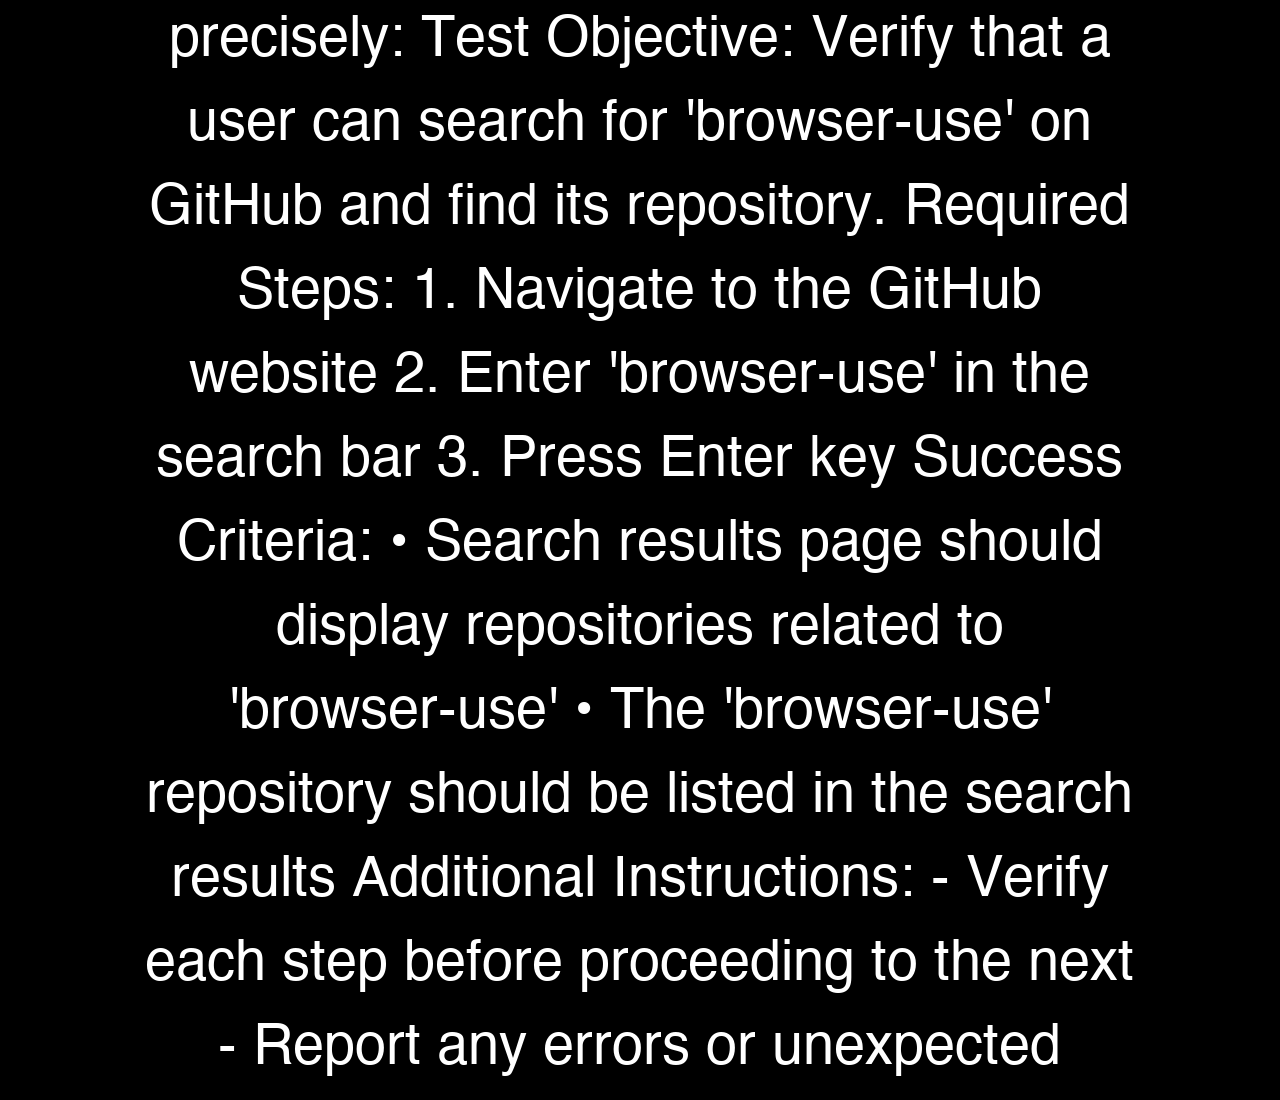 precisely: Test Objective: Verify that a
user can search for 'browser-use' on
GitHub and find its repository. Required
Steps: 1. Navigate to the GitHub
website 2. Enter 'browser-use' in the
search bar 3. Press Enter key Success
Criteria: • Search results page should
display repositories related to
'browser-use' • The 'browser-use'
repository should be listed in the search
results Additional Instructions: - Verify
each step before proceeding to the next
- Report any errors or unexpected